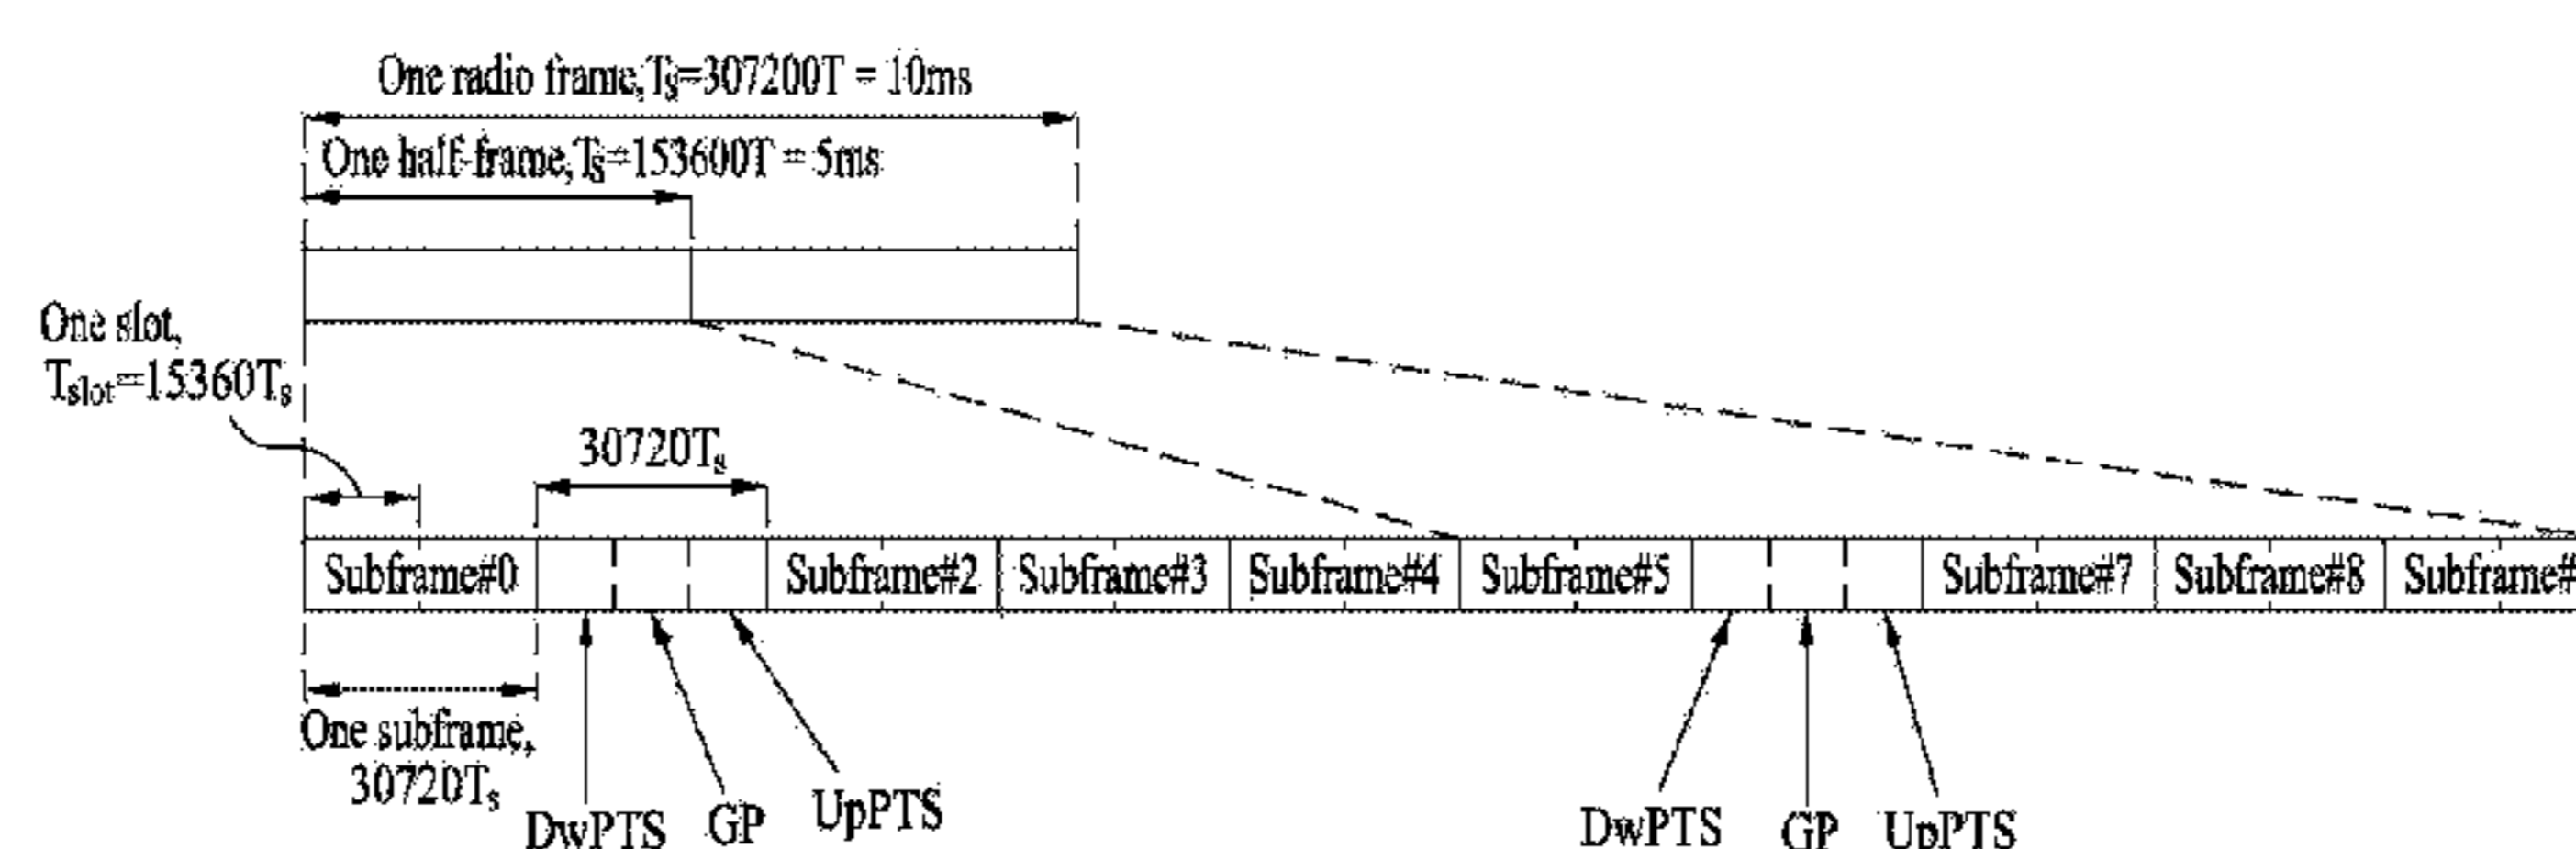 One radio frame,Ts=307200T = 10ms
One half-frame,Ts=153600T = 5ms
One slot,
Tslot=15360Ts
30720Ts
Subframe#0 Subframe#2 Subframe#3 Subframe#4 Subframe#5 Subframe#7 Subframe#8 Subframe#
One subframe,
30720Ts
DwPTS GP UpPTS DwPTS GP UpPTS